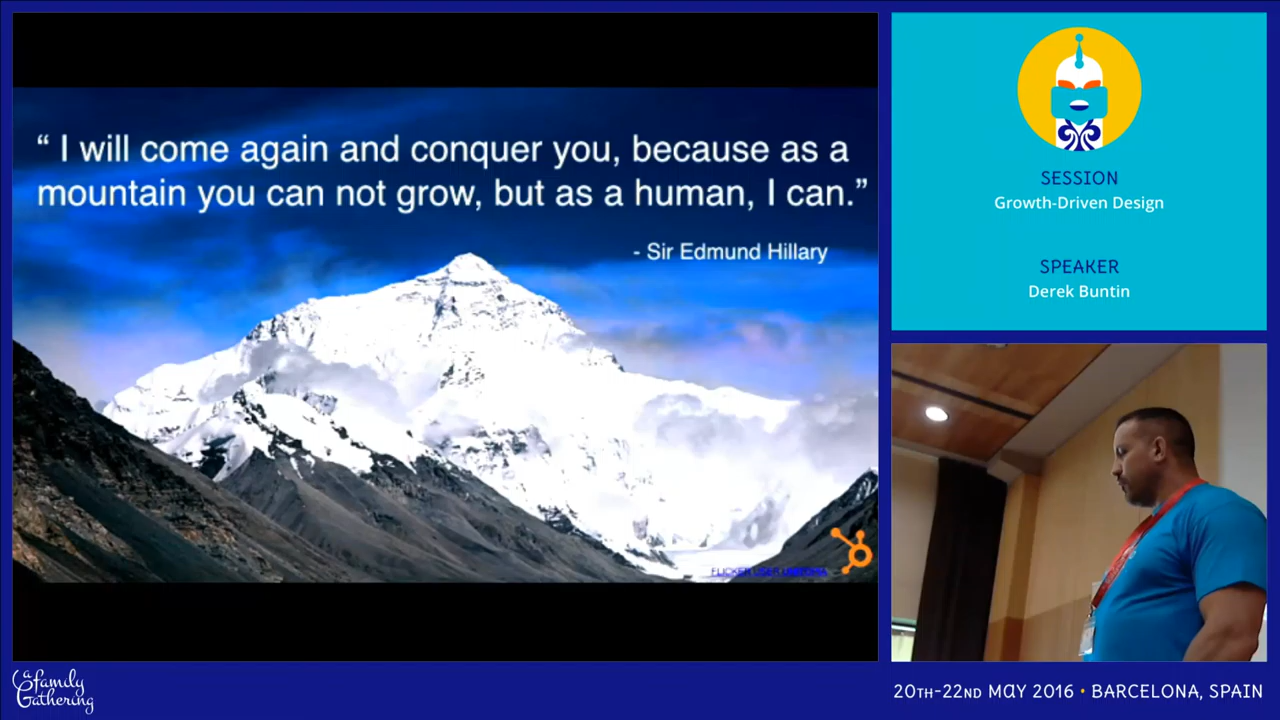 “ I will come again and conquer you, because as a
mountain you can not grow, but as a human, I can.”
- Sir Edmund Hillary
SESSION
Growth-Driven Design
SPEAKER
Derek Buntin
a family
Gathering
20TH-22ND MAY 2016 • BARCELONA, SPAIN